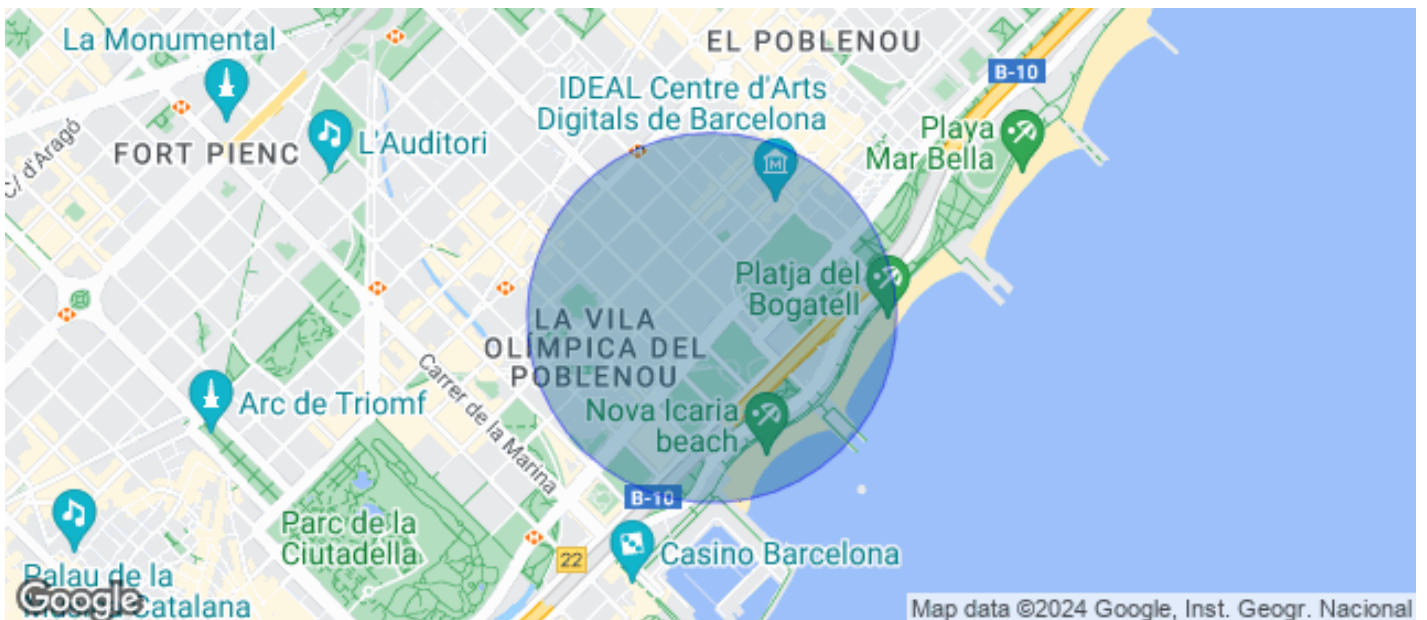 La Monumental
EL POBLENOU
B-10
IDEAL Centre d'Arts
Digitals de Barcelona
Playa
Mar Bella
C/ d'Aragó
FORT PIENC
L'Auditori
M
Platja del
Bogatell
LA VILA
OLÍMPICA DEL
POBLENOU
Carrer de la Marina
Arc de Triomf
Nova Icaria
beach
B-10
Parc de la
Ciutadella
22
Casino Barcelona
Palau de la
Catalana
Google
Map data ©2024 Google, Inst. Geogr. Nacional